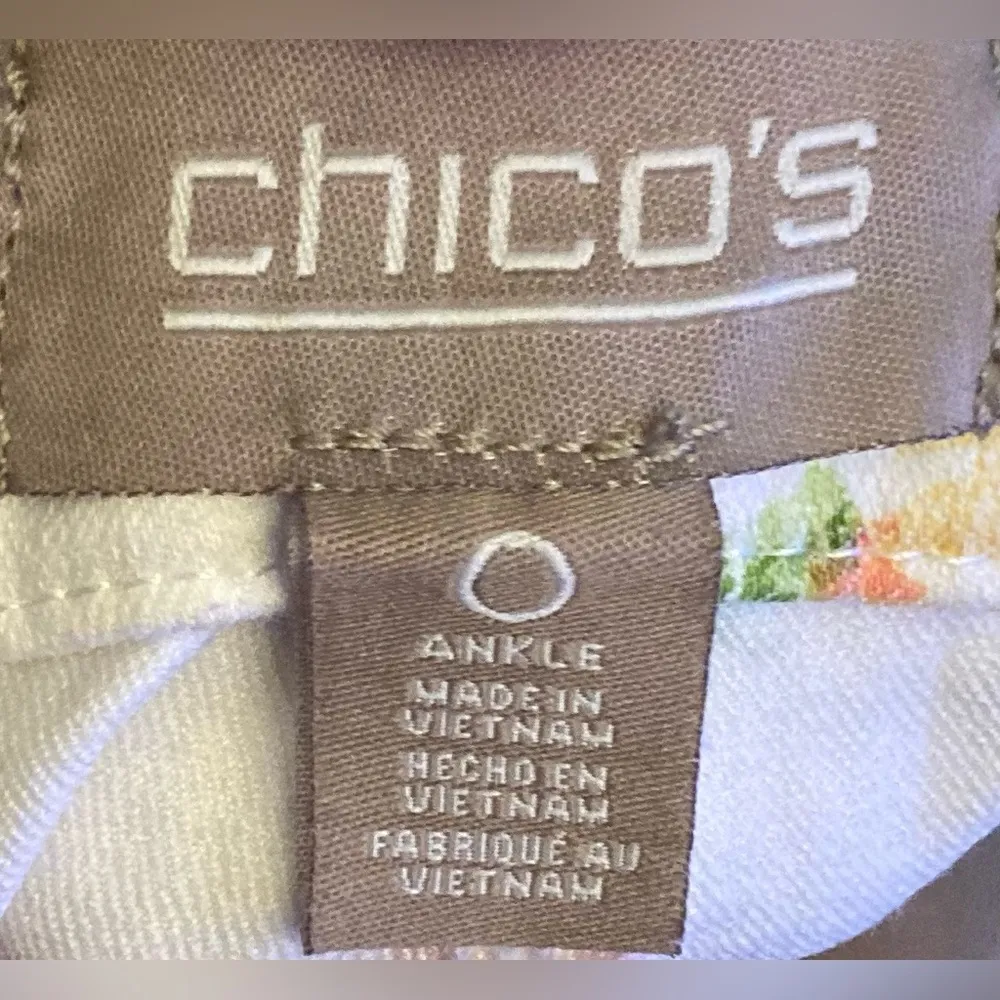 chico's
0
ANKLE
MADE IN
VIETNAM
HECHO EN
VIETNAM
FABRIQUÉ AU
VIETNAM